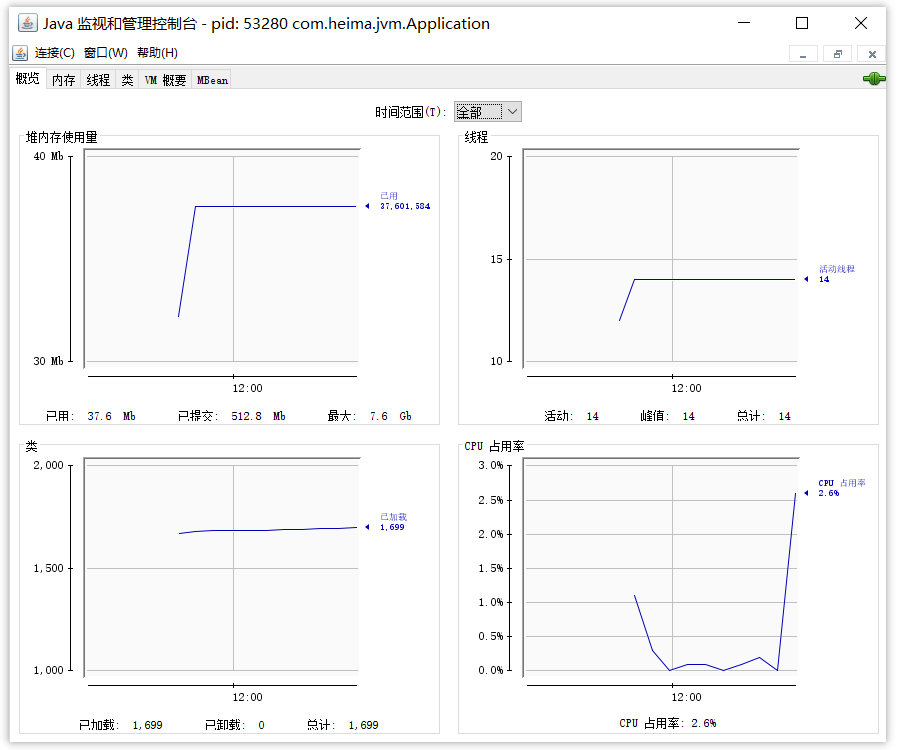 Java 监视和管理控制台 - pid: 53280 com.heima.jvm.Application
连接(C) 窗口(W) 帮助(H)
概览 内存 线程 类 VM 概要 MBean
时间范围(T): 全部
堆内存使用量
40 Mb
30 Mb
已用
37,601,584
12:00
已用: 37.6 Mb 已提交: 512.8 Mb 最大: 7.6 Gb
线程
20
15
10
活动线程
14
12:00
活动: 14 峰值: 14 总计: 14
类
2,000
1,500
1,000
已加载
1,699
12:00
已加载: 1,699 已卸载: 0 总计: 1,699
CPU 占用率
3.0%
2.5%
2.0%
1.5%
1.0%
0.5%
0.0%
CPU 占用率
2.6%
12:00
CPU 占用率: 2.6%